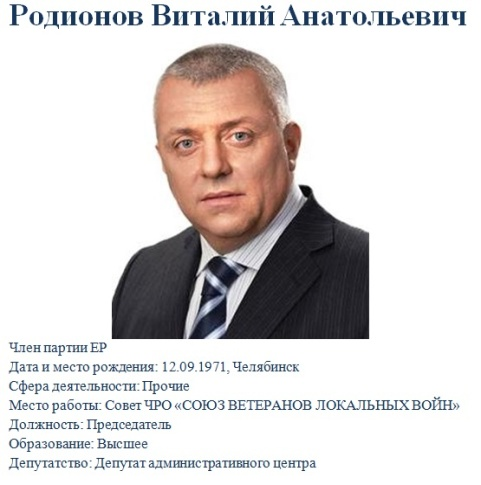 Родионов Виталий Анатольевич
Член партии ЕР
Дата и место рождения: 12.09.1971, Челябинск
Сфера деятельности: Прочие
Место работы: Совет ЧРО «СОЮЗ ВЕТЕРАНОВ ЛОКАЛЬНЫХ ВОЙН»
Должность: Председатель
Образование: Высшее
Депутатство: Депутат административного центра